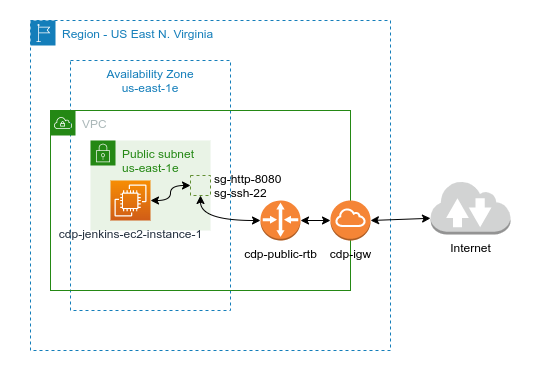 Region - US East N. Virginia
Availability Zone
us-east-1e
VPC
Public subnet
us-east-1e
sg-http-8080
sg-ssh-22
cdp-jenkins-ec2-instance-1
cdp-public-rtb
cdp-igw
Internet